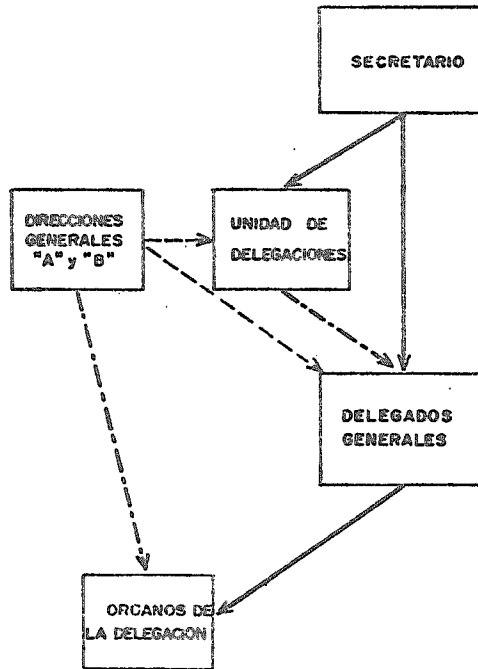 SECRETARIO
DIRECCIONES
GENERALES
"A" y "B"
UNIDAD DE
DELEGACIONES
DELEGADOS
GENERALES
ORGANOS DE
LA DELEGACION